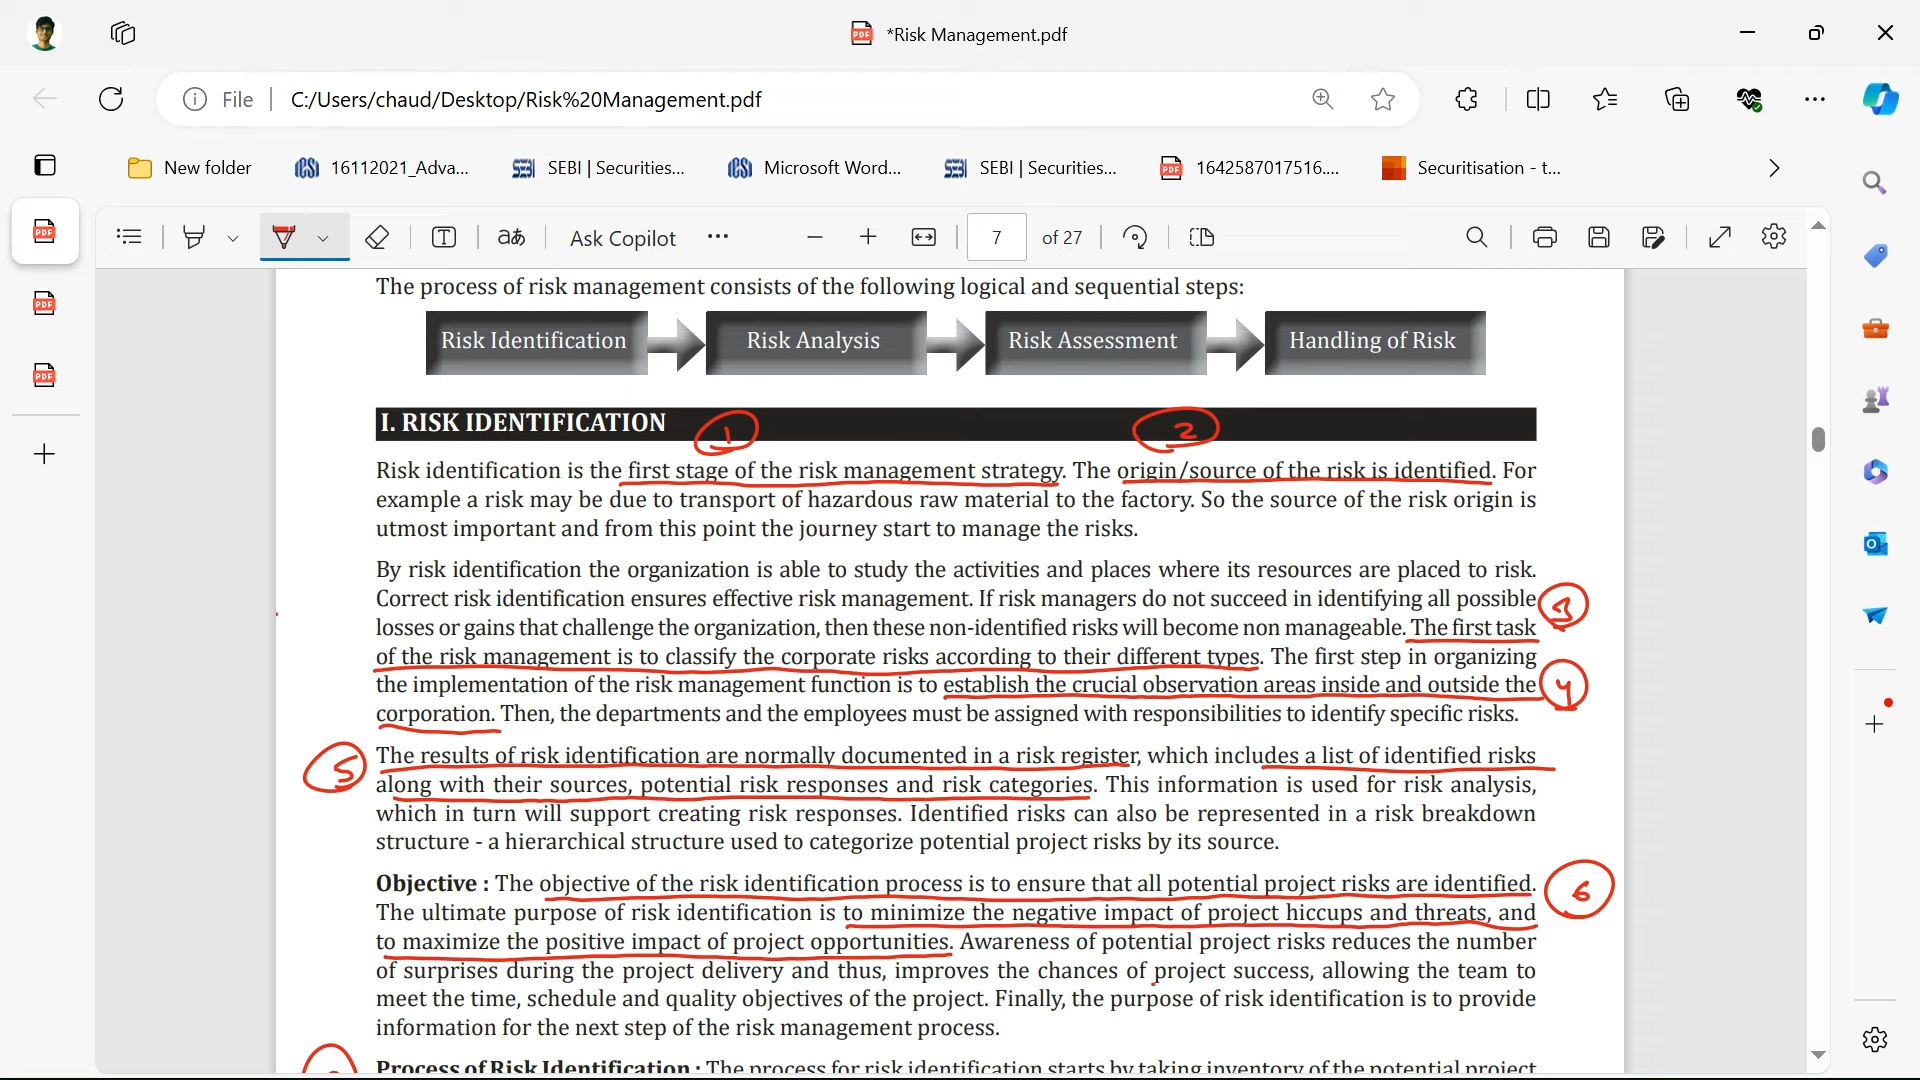 *Risk Management.pdf
File | C:/Users/chaud/Desktop/Risk%20Management.pdf
New folder 16112021_Adva... SEBI | Securities... Microsoft Word... SEBI | Securities... 1642587017516.... Securitisation - t...
Ask Copilot 7 of 27
The process of risk management consists of the following logical and sequential steps:
Risk Identification Risk Analysis Risk Assessment Handling of Risk
I. RISK IDENTIFICATION 1 2
Risk identification is the first stage of the risk management strategy. The origin/source of the risk is identified. For
example a risk may be due to transport of hazardous raw material to the factory. So the source of the risk origin is
utmost important and from this point the journey start to manage the risks.
By risk identification the organization is able to study the activities and places where its resources are placed to risk.
Correct risk identification ensures effective risk management. If risk managers do not succeed in identifying all possible 3
losses or gains that challenge the organization, then these non-identified risks will become non manageable. The first task
of the risk management is to classify the corporate risks according to their different types. The first step in organizing
the implementation of the risk management function is to establish the crucial observation areas inside and outside the 4
corporation. Then, the departments and the employees must be assigned with responsibilities to identify specific risks.
5 The results of risk identification are normally documented in a risk register, which includes a list of identified risks
along with their sources, potential risk responses and risk categories. This information is used for risk analysis,
which in turn will support creating risk responses. Identified risks can also be represented in a risk breakdown
structure - a hierarchical structure used to categorize potential project risks by its source.
Objective : The objective of the risk identification process is to ensure that all potential project risks are identified. 6
The ultimate purpose of risk identification is to minimize the negative impact of project hiccups and threats, and
to maximize the positive impact of project opportunities. Awareness of potential project risks reduces the number
of surprises during the project delivery and thus, improves the chances of project success, allowing the team to
meet the time, schedule and quality objectives of the project. Finally, the purpose of risk identification is to provide
information for the next step of the risk management process.
Process of Risk Identification : The process for risk identification starts by taking inventory of the potential project